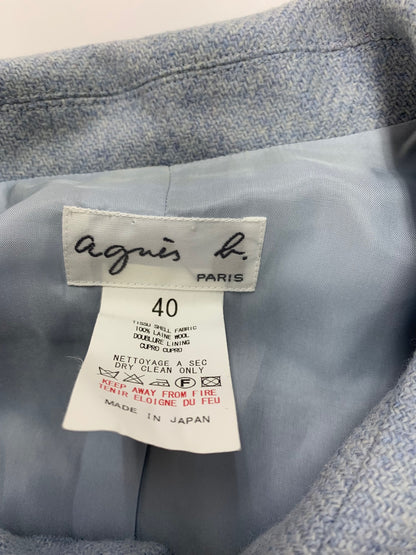 agnès b.
PARIS
40
TISSU SHELL FABRIC
100% LAINE WOOL
DOUBLURE LINING
CUPRO CUPRO
NETTOYAGE A SEC
DRY CLEAN ONLY
F
KEEP AWAY FROM FIRE
TENIR ELOIGNE DU FEU
MADE IN JAPAN